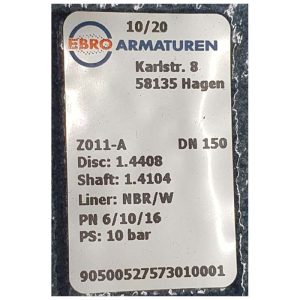 10/20
EBRO ARMATUREN
Karlstr. 8
58135 Hagen
Z011-A DN 150
Disc: 1.4408
Shaft: 1.4104
Liner: NBR/W
PN 6/10/16
PS: 10 bar
90500527573010001